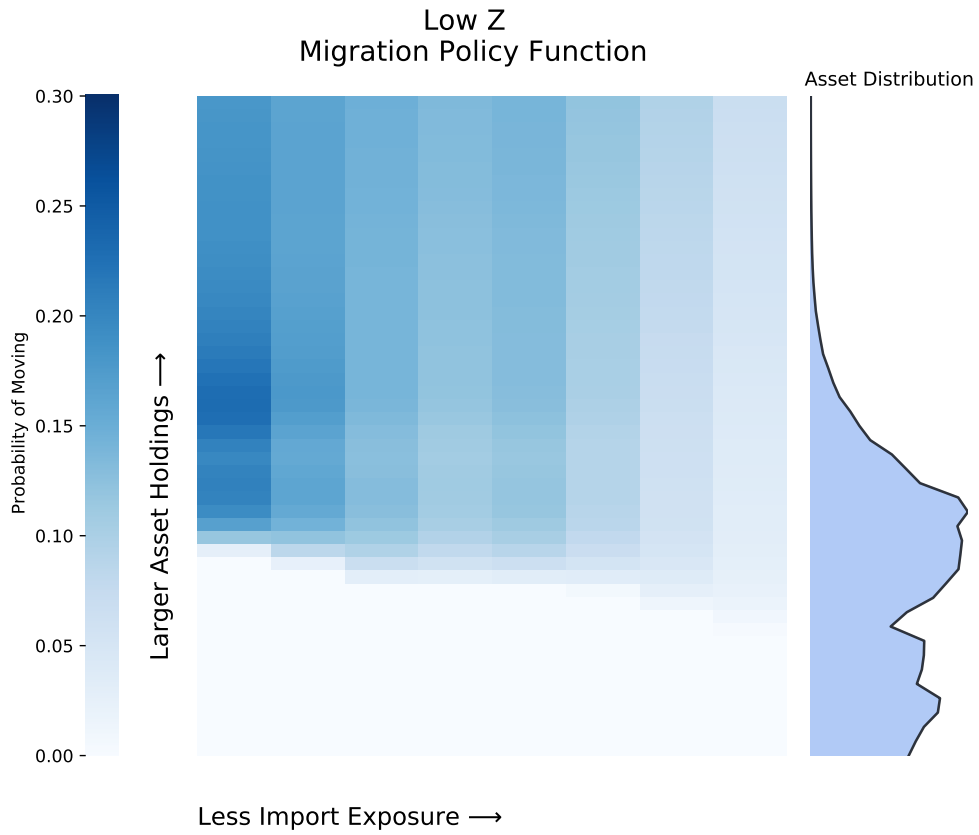 Low Z
Migration Policy Function
Asset Distribution
0.30
0.25
0.20
0.15
0.10
0.05
0.00
Probability of Moving
Larger Asset Holdings ⟶
Less Import Exposure ⟶